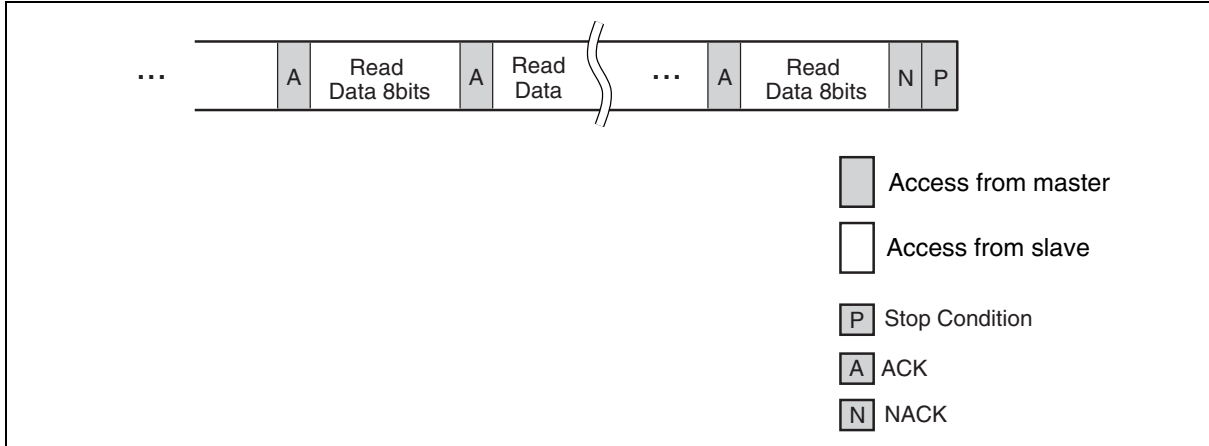 ... A Read Data 8bits A Read Data ... A Read Data 8bits N P
Access from master
Access from slave
P Stop Condition
A ACK
N NACK